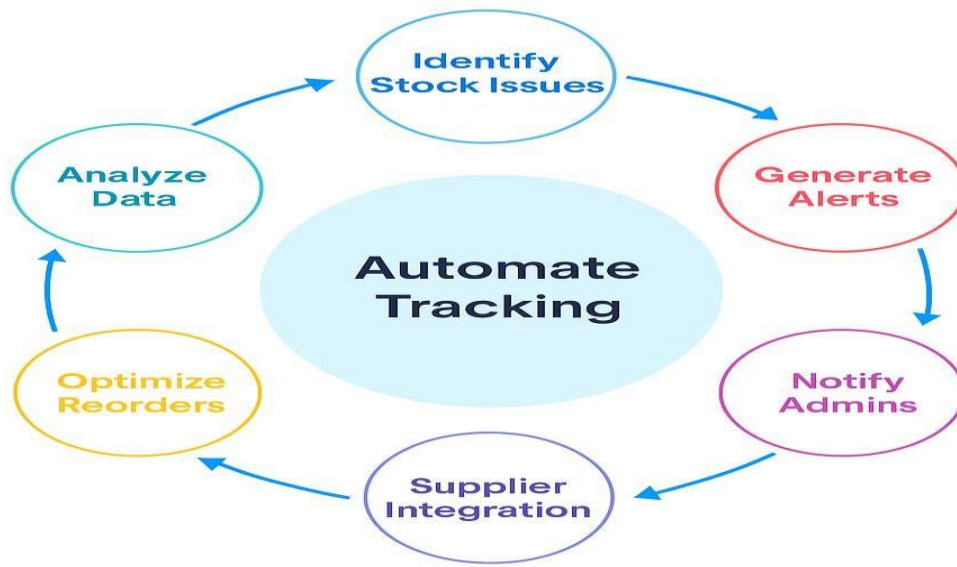 Identify
Stock Issues
Generate
Alerts
Notify
Admins
Supplier
Integration
Optimize
Reorders
Analyze
Data
Automate
Tracking